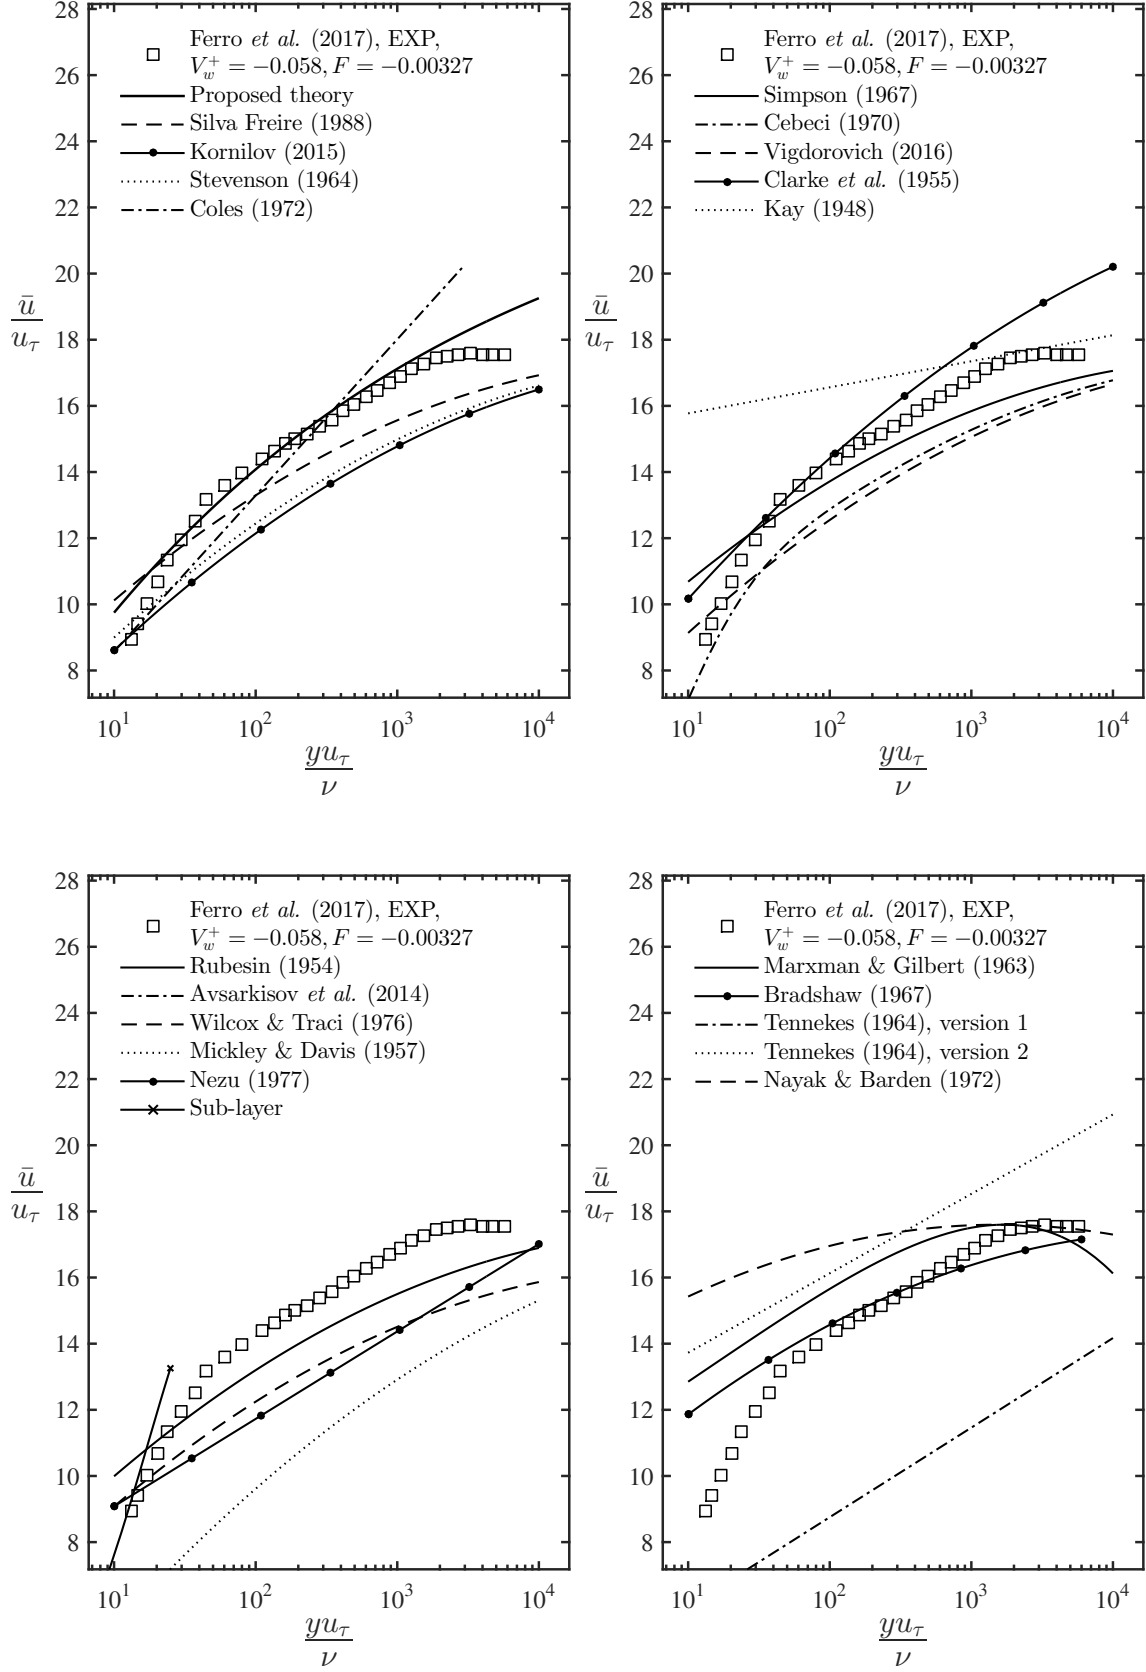 28
26
24
22
20
18
16
14
12
10
8
ū/u_τ
10^1 10^2 10^3 10^4
yu_τ/ν
Ferro et al. (2017), EXP,
V_w^+ = −0.058, F = −0.00327
Proposed theory
Silva Freire (1988)
Kornilov (2015)
Stevenson (1964)
Coles (1972)
28
26
24
22
20
18
16
14
12
10
8
ū/u_τ
10^1 10^2 10^3 10^4
yu_τ/ν
Ferro et al. (2017), EXP,
V_w^+ = −0.058, F = −0.00327
Simpson (1967)
Cebeci (1970)
Vigdorovich (2016)
Clarke et al. (1955)
Kay (1948)
28
26
24
22
20
18
16
14
12
10
8
ū/u_τ
10^1 10^2 10^3 10^4
yu_τ/ν
Ferro et al. (2017), EXP,
V_w^+ = −0.058, F = −0.00327
Rubesin (1954)
Avsarkisov et al. (2014)
Wilcox & Traci (1976)
Mickley & Davis (1957)
Nezu (1977)
Sub-layer
28
26
24
22
20
18
16
14
12
10
8
ū/u_τ
10^1 10^2 10^3 10^4
yu_τ/ν
Ferro et al. (2017), EXP,
V_w^+ = −0.058, F = −0.00327
Marxman & Gilbert (1963)
Bradshaw (1967)
Tennekes (1964), version 1
Tennekes (1964), version 2
Nayak & Barden (1972)